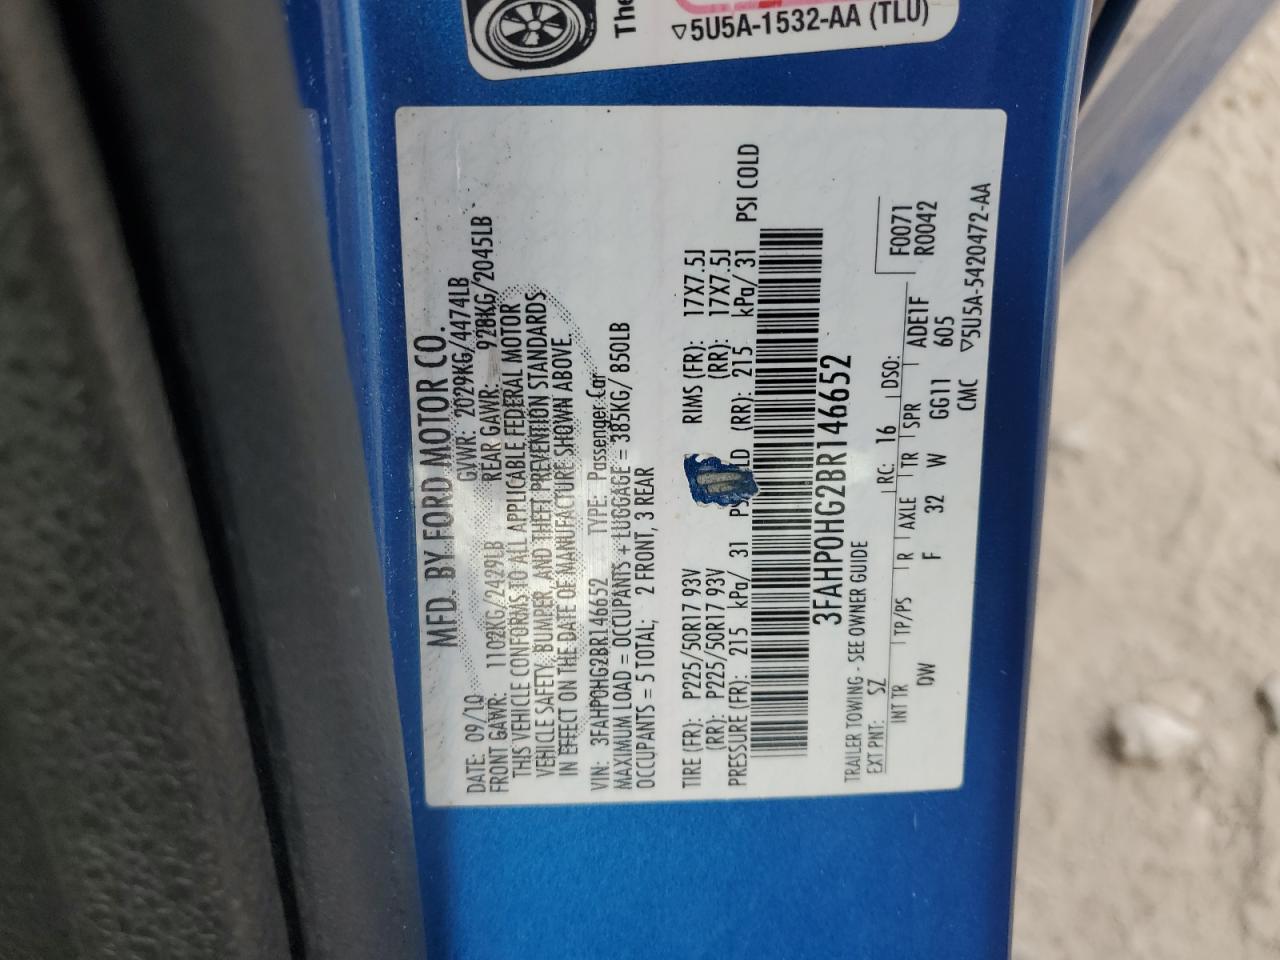 The
▽5U5A-1532-AA (TLU)
MFD. BY FORD MOTOR CO.
DATE: 09/10 GVWR: 2029KG/4474LB
FRONT GAWR: 1102KG/2429LB REAR GAWR: 928KG/2045LB
THIS VEHICLE CONFORMS TO ALL APPLICABLE FEDERAL MOTOR
VEHICLE SAFETY, BUMPER, AND THEFT PREVENTION STANDARDS
IN EFFECT ON THE DATE OF MANUFACTURE SHOWN ABOVE.
VIN: 3FAHP0HG2BR146652 TYPE: Passenger Car
MAXIMUM LOAD = OCCUPANTS + LUGGAGE = 385KG/ 850LB
OCCUPANTS = 5 TOTAL; 2 FRONT, 3 REAR
TIRE (FR): P225/50R17 93V RIMS (FR): 17X7.5J
(RR): P225/50R17 93V (RR): 17X7.5J
PRESSURE (FR): 215 kPa/ 31 (RR): 215 kPa/ 31 PSI COLD
3FAHP0HG2BR146652
TRAILER TOWING - SEE OWNER GUIDE
EXT PNT: SZ RC: 16 DSO: F0071
INT TR TP/PS R AXLE TR SPR ADE1F R0042
DW F 32 W GG11 605
CMC ▽5U5A-5420472-AA